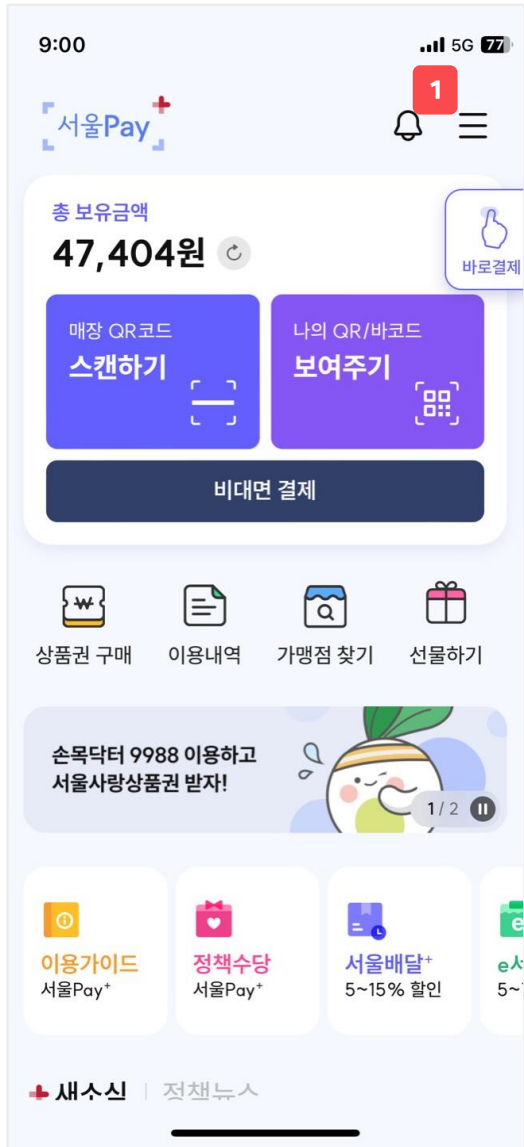 9:00
5G 77
1
서울Pay+
총 보유금액
47,404원
바로결제
매장 QR코드
스캔하기
나의 QR/바코드
보여주기
비대면 결제
상품권 구매
이용내역
가맹점 찾기
선물하기
손목닥터 9988 이용하고
서울사랑상품권 받자!
1/2
이용가이드
서울Pay+
정책수당
서울Pay+
서울배달+
5~15% 할인
5~
새소식
정책뉴스